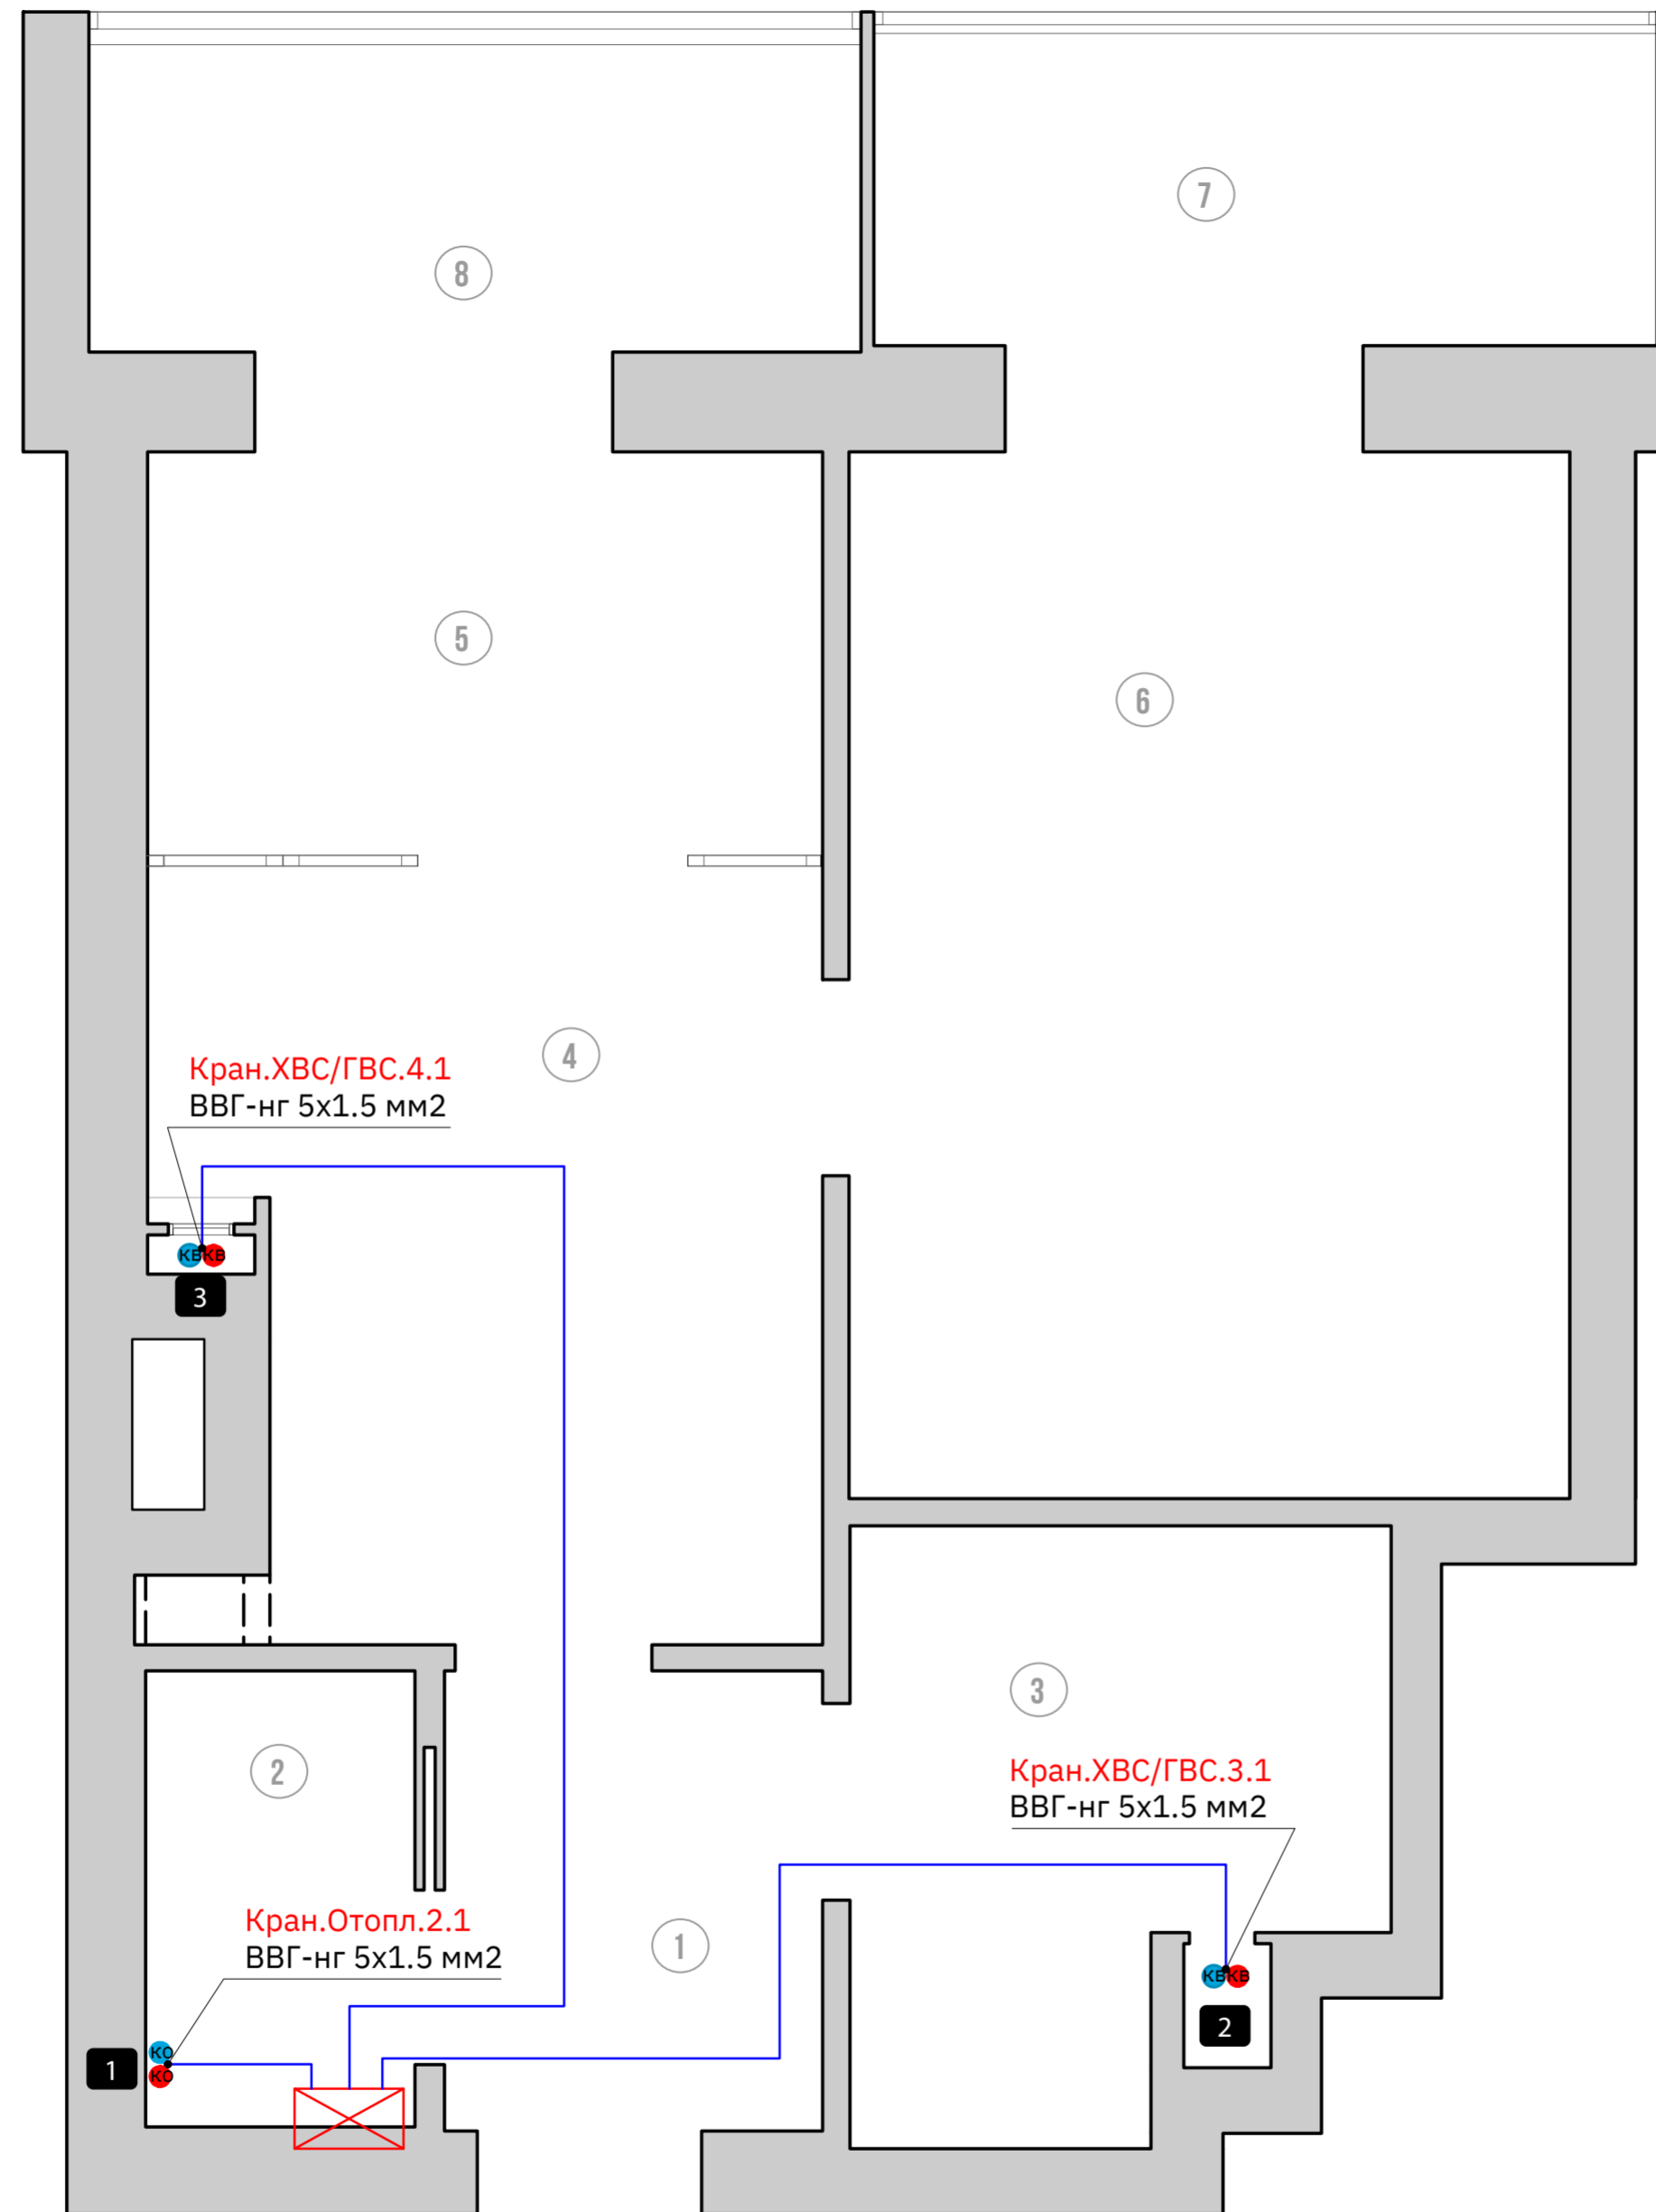 7
8
5
6
Кран.ХВС/ГВС.4.1
ВВГ-нг 5х1.5 мм2
4
КВ КВ
3
2
3
Кран.ХВС/ГВС.3.1
ВВГ-нг 5х1.5 мм2
Кран.Отопл.2.1
ВВГ-нг 5х1.5 мм2
1
КВ КВ
2
КО
КО
1